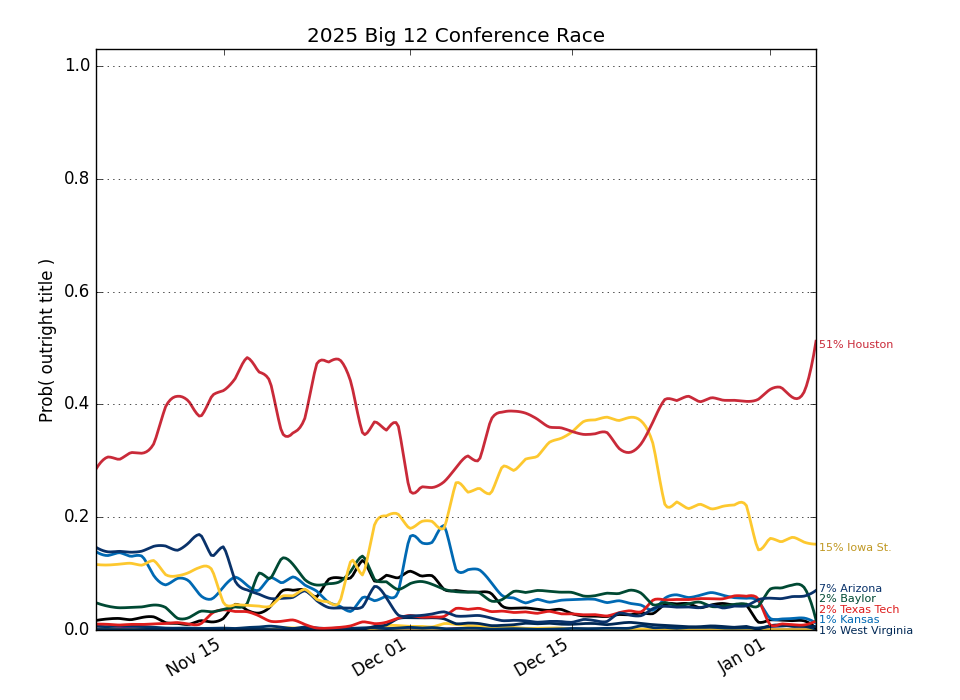 2025 Big 12 Conference Race
1.0
0.8
0.6
0.4
0.2
0.0
Prob( outright title )
51% Houston
15% Iowa St.
7% Arizona
2% Baylor
2% Texas Tech
1% Kansas
1% West Virginia
Nov 15
Dec 01
Dec 15
Jan 01